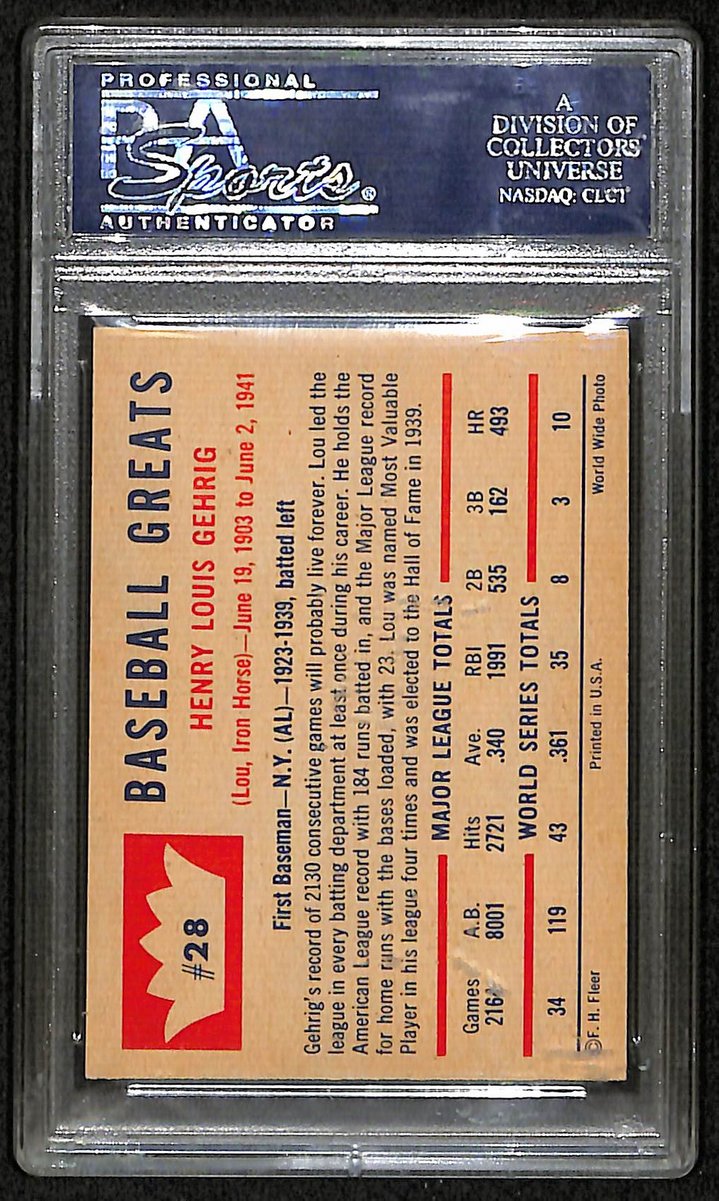 PROFESSIONAL
PSA
Sports®
AUTHENTICATOR
A
DIVISION OF
COLLECTORS
UNIVERSE
NASDAQ: CLCT
#28
BASEBALL GREATS
HENRY LOUIS GEHRIG
(Lou, Iron Horse)—June 19, 1903 to June 2, 1941
First Baseman—N.Y. (AL)—1923-1939, batted left
Gehrig's record of 2130 consecutive games will probably live forever. Lou led the
league in every batting department at least once during his career. He holds the
American League record with 184 runs batted in, and the Major League record
for home runs with the bases loaded, with 23. Lou was named Most Valuable
Player in his league four times and was elected to the Hall of Fame in 1939.
MAJOR LEAGUE TOTALS
Games A.B. Hits Ave. RBI 2B 3B HR
2164 8001 2721 .340 1991 535 162 493
WORLD SERIES TOTALS
34 119 43 .361 35 8 3 10
©F. H. Fleer Printed in U.S.A. World Wide Photo